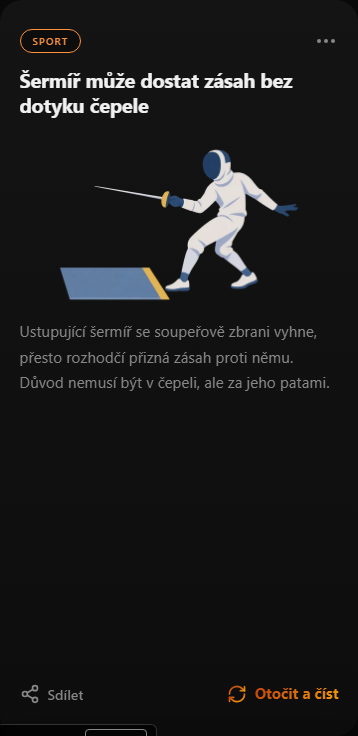 SPORT
Šermíř může dostat zásah bez
dotyku čepele
Ustupující šermíř se soupeřově zbrani vyhne,
přesto rozhodčí přizná zásah proti němu.
Důvod nemusí být v čepeli, ale za jeho patami.
Sdílet
Otočit a číst